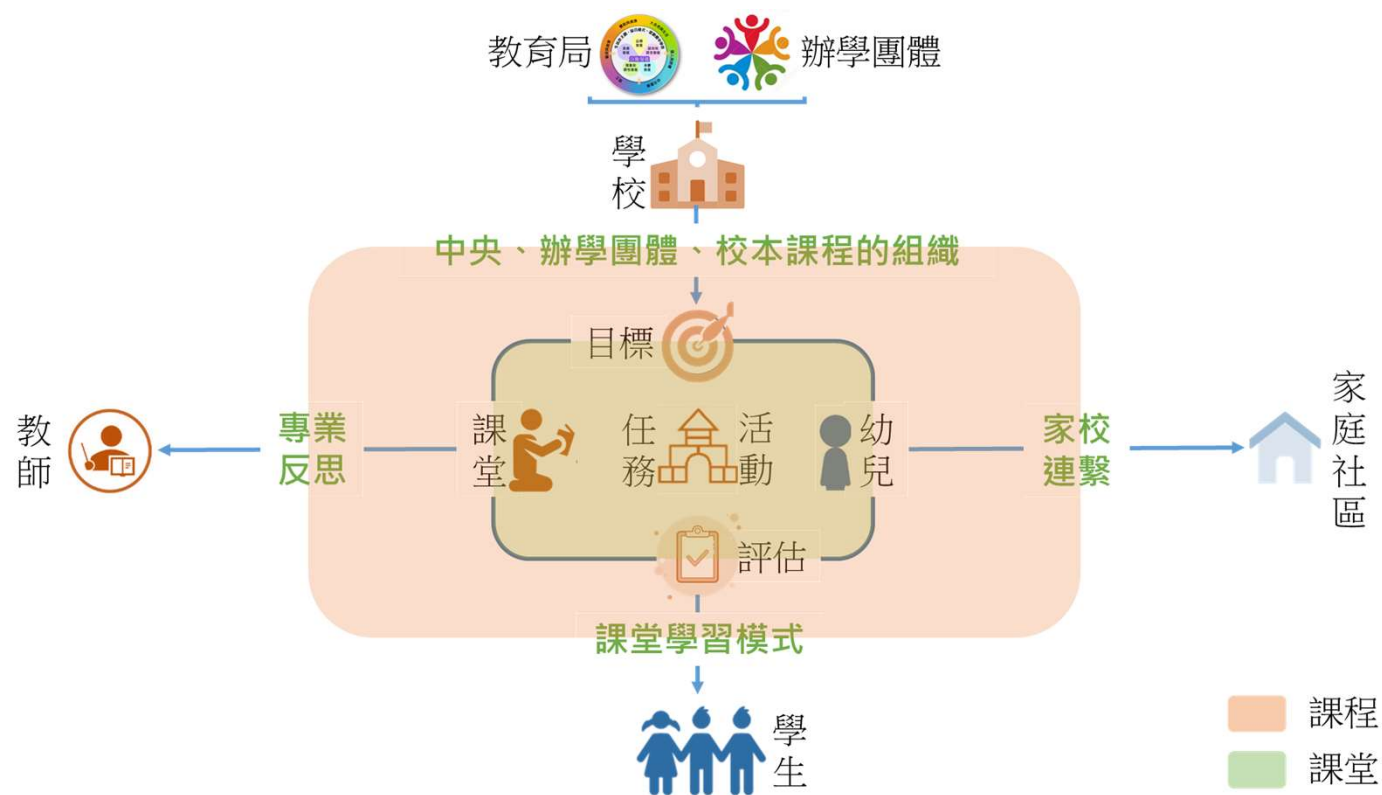 教育局
辦學團體
學校
中央、辦學團體、校本課程的組織
目標
教師
專業
反思
課堂
任務
活動
幼兒
家校
連繫
家庭社區
評估
課堂學習模式
學生
課程
課堂